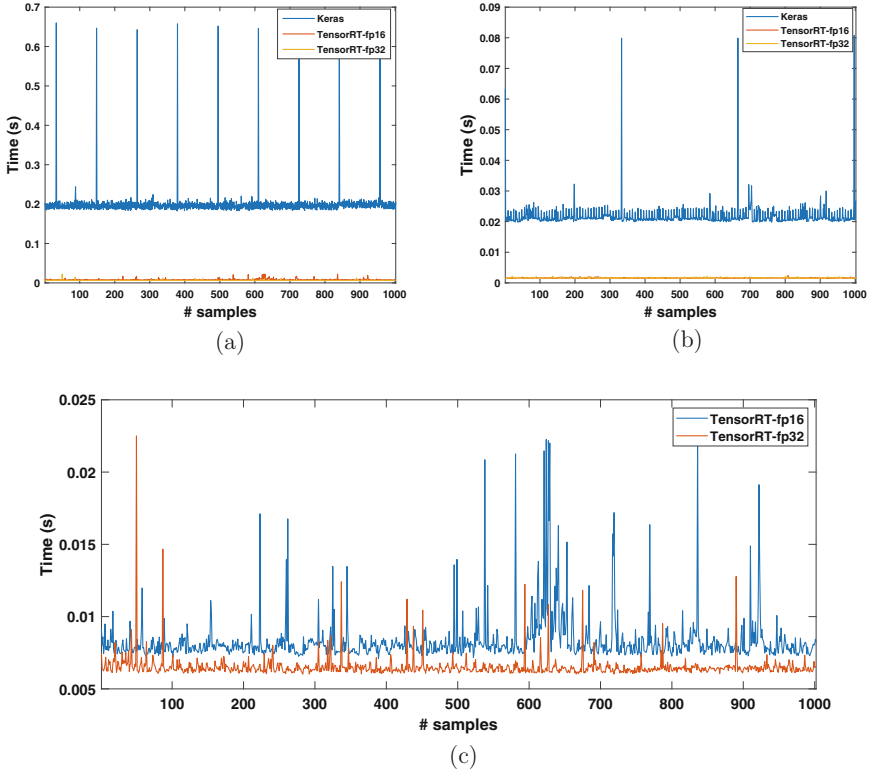 0.7
0.6
0.5
0.4
0.3
0.2
0.1
0
Time (s)
Keras
TensorRT-fp16
TensorRT-fp32
100 200 300 400 500 600 700 800 900 1000
# samples
(a)
0.09
0.08
0.07
0.06
0.05
0.04
0.03
0.02
0.01
0
Time (s)
Keras
TensorRT-fp16
TensorRT-fp32
100 200 300 400 500 600 700 800 900 1000
# samples
(b)
0.025
0.02
0.015
0.01
0.005
Time (s)
TensorRT-fp16
TensorRT-fp32
100 200 300 400 500 600 700 800 900 1000
# samples
(c)